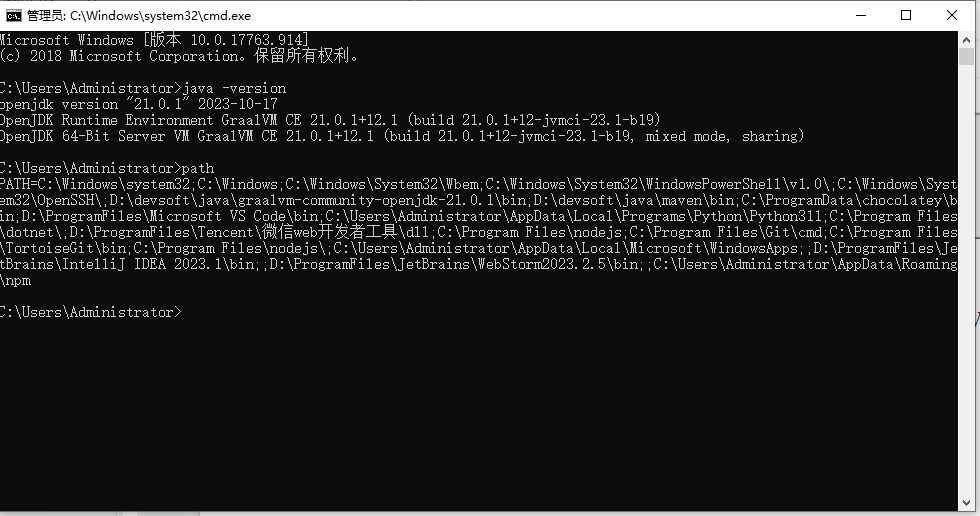 管理员: C:\Windows\system32\cmd.exe
Microsoft Windows [版本 10.0.17763.914]
(c) 2018 Microsoft Corporation。保留所有权利。
C:\Users\Administrator>java -version
openjdk version "21.0.1" 2023-10-17
OpenJDK Runtime Environment GraalVM CE 21.0.1+12.1 (build 21.0.1+12-jvmci-23.1-b19)
OpenJDK 64-Bit Server VM GraalVM CE 21.0.1+12.1 (build 21.0.1+12-jvmci-23.1-b19, mixed mode, sharing)
C:\Users\Administrator>path
PATH=C:\Windows\system32;C:\Windows;C:\Windows\System32\Wbem;C:\Windows\System32\WindowsPowerShell\v1.0\;C:\Windows\Syst
em32\OpenSSH\;D:\devsoft\java\graalvm-community-openjdk-21.0.1\bin;D:\devsoft\java\maven\bin;C:\ProgramData\chocolatey\b
in;D:\ProgramFiles\Microsoft VS Code\bin;C:\Users\Administrator\AppData\Local\Programs\Python\Python311;C:\Program Files
\dotnet\;D:\ProgramFiles\Tencent\微信web开发者工具\dll;C:\Program Files\nodejs;C:\Program Files\Git\cmd;C:\Program Files
\TortoiseGit\bin;C:\Program Files\nodejs\;C:\Users\Administrator\AppData\Local\Microsoft\WindowsApps;;D:\ProgramFiles\Je
tBrains\IntelliJ IDEA 2023.1\bin;;D:\ProgramFiles\JetBrains\WebStorm2023.2.5\bin;;C:\Users\Administrator\AppData\Roaming
\npm
C:\Users\Administrator>